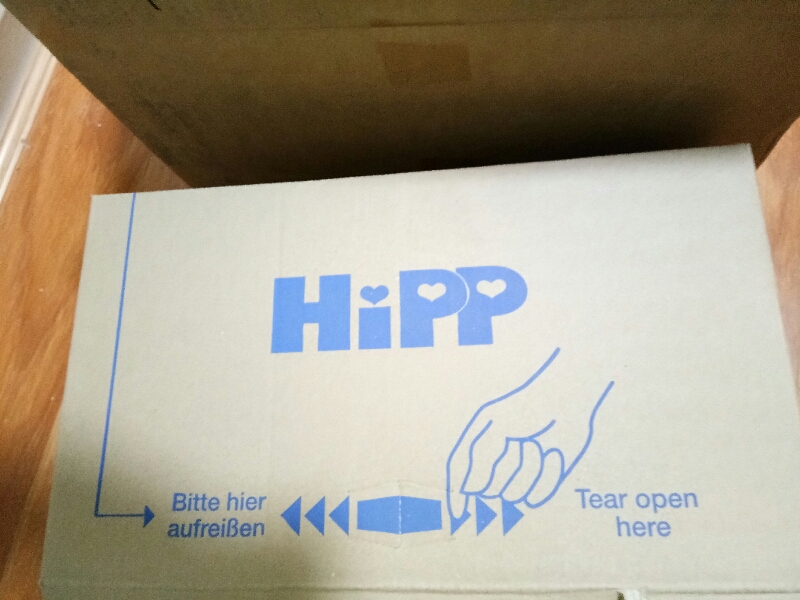 HiPP
Bitte hier
aufreißen
Tear open
here